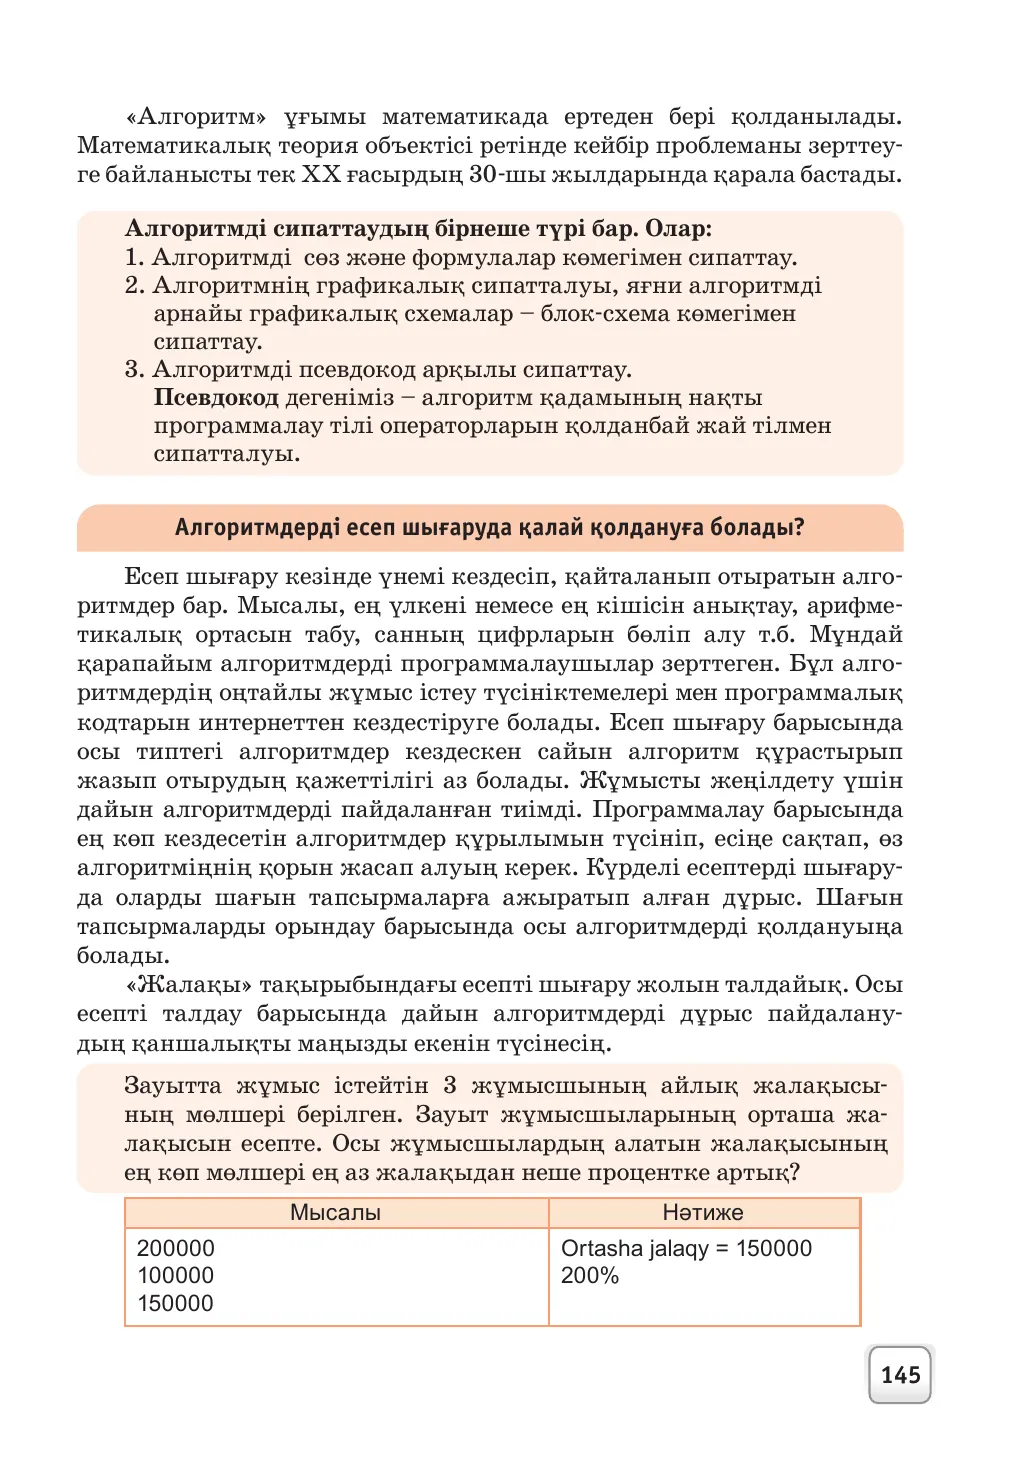 «Алгоритм» ұғымы математикада ертеден бері қолданылады.
Математикалық теория объектісі ретінде кейбір проблеманы зерттеу-
ге байланысты тек XX ғасырдың 30-шы жылдарында қарала бастады.
Алгоритмді сипаттаудың бірнеше түрі бар. Олар:
1. Алгоритмді сөз және формулалар көмегімен сипаттау.
2. Алгоритмнің графикалық сипатталуы, яғни алгоритмді
арнайы графикалық схемалар – блок-схема көмегімен
сипаттау.
3. Алгоритмді псевдокод арқылы сипаттау.
Псевдокод дегеніміз – алгоритм қадамының нақты
программалау тілі операторларын қолданбай жай тілмен
сипатталуы.
Алгоритмдерді есеп шығаруда қалай қолдануға болады?
Есеп шығару кезінде үнемі кездесіп, қайталанып отыратын алго-
ритмдер бар. Мысалы, ең үлкені немесе ең кішісін анықтау, арифме-
тикалық ортасын табу, санның цифрларын бөліп алу т.б. Мұндай
қарапайым алгоритмдерді программалаушылар зерттеген. Бұл алго-
ритмдердің оңтайлы жұмыс істеу түсініктемелері мен программалық
кодтарын интернеттен кездестіруге болады. Есеп шығару барысында
осы типтегі алгоритмдер кездескен сайын алгоритм құрастырып
жазып отырудың қажеттілігі аз болады. Жұмысты жеңілдету үшін
дайын алгоритмдерді пайдаланған тиімді. Программалау барысында
ең көп кездесетін алгоритмдер құрылымын түсініп, есіңе сақтап, өз
алгоритміңнің қорын жасап алуың керек. Күрделі есептерді шығару-
да оларды шағын тапсырмаларға ажыратып алған дұрыс. Шағын
тапсырмаларды орындау барысында осы алгоритмдерді қолдануыңа
болады.
«Жалақы» тақырыбындағы есепті шығару жолын талдайық. Осы
есепті талдау барысында дайын алгоритмдерді дұрыс пайдалану-
дың қаншалықты маңызды екенін түсінесің.
Зауытта жұмыс істейтін 3 жұмысшының айлық жалақысы-
ның мөлшері берілген. Зауыт жұмысшыларының орташа жа-
лақысын есепте. Осы жұмысшылардың алатын жалақысының
ең көп мөлшері ең аз жалақыдан неше процентке артық?
Мысалы Нәтиже
200000 Ortasha jalaqy = 150000
100000 200%
150000
145